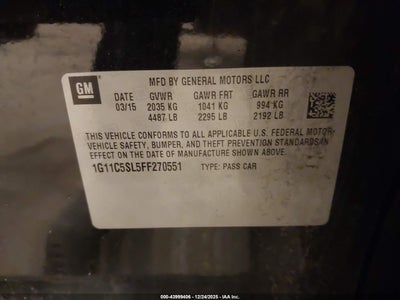 GM
MFD BY GENERAL MOTORS LLC
DATE GVWR GAWR FRT GAWR RR
03/15 2035 KG 1041 KG 994 KG
4487 LB 2295 LB 2192 LB
THIS VEHICLE CONFORMS TO ALL APPLICABLE U.S. FEDERAL MOTOR
VEHICLE SAFETY, BUMPER, AND THEFT PREVENTION STANDARDS
IN EFFECT ON THE DATE OF MANUFACTURE SHOWN ABOVE.
1G11C5SL5FF270551 TYPE: PASS CAR
000-43999406 - 12/24/2025 - IAA Inc.